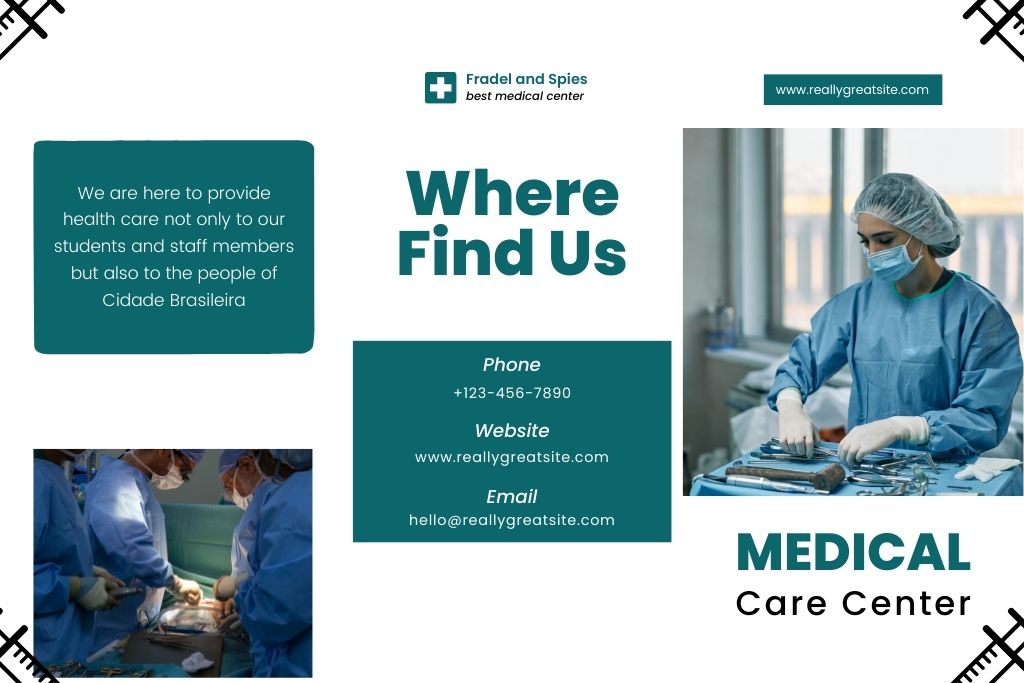 We are here to provide
health care not only to our
students and staff members
but also to the people of
Cidade Brasileira
Fradel and Spies
best medical center
Where
Find Us
Phone
+123-456-7890
Website
www.reallygreatsite.com
Email
hello@reallygreatsite.com
www.reallygreatsite.com
MEDICAL
Care Center